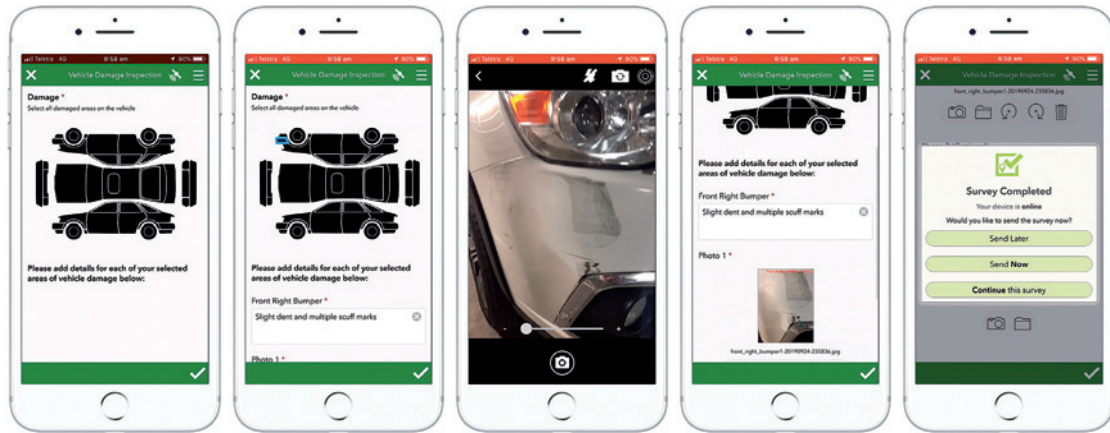 Telstra 4G 9:58 am 90%
Vehicle Damage Inspection
Damage *
Select all damaged areas on the vehicle
Please add details for each of your selected
areas of vehicle damage below:
Telstra 4G 9:58 am 90%
Vehicle Damage Inspection
Damage *
Select all damaged areas on the vehicle
Please add details for each of your selected
areas of vehicle damage below:
Front Right Bumper *
Slight dent and multiple scuff marks
Photo 1 *
Telstra 4G 9:58 am 90%
- +
Telstra 4G 9:58 am 90%
Vehicle Damage Inspection
Please add details for each of your selected
areas of vehicle damage below:
Front Right Bumper *
Slight dent and multiple scuff marks
Photo 1 *
front_right_bumper1-20190924-235836.jpg
Telstra 4G 9:58 am 90%
Vehicle Damage Inspection
front_right_bumper1-20190924-235836.jpg
Survey Completed
Your device is online
Would you like to send the survey now?
Send Later
Send Now
Continue this survey